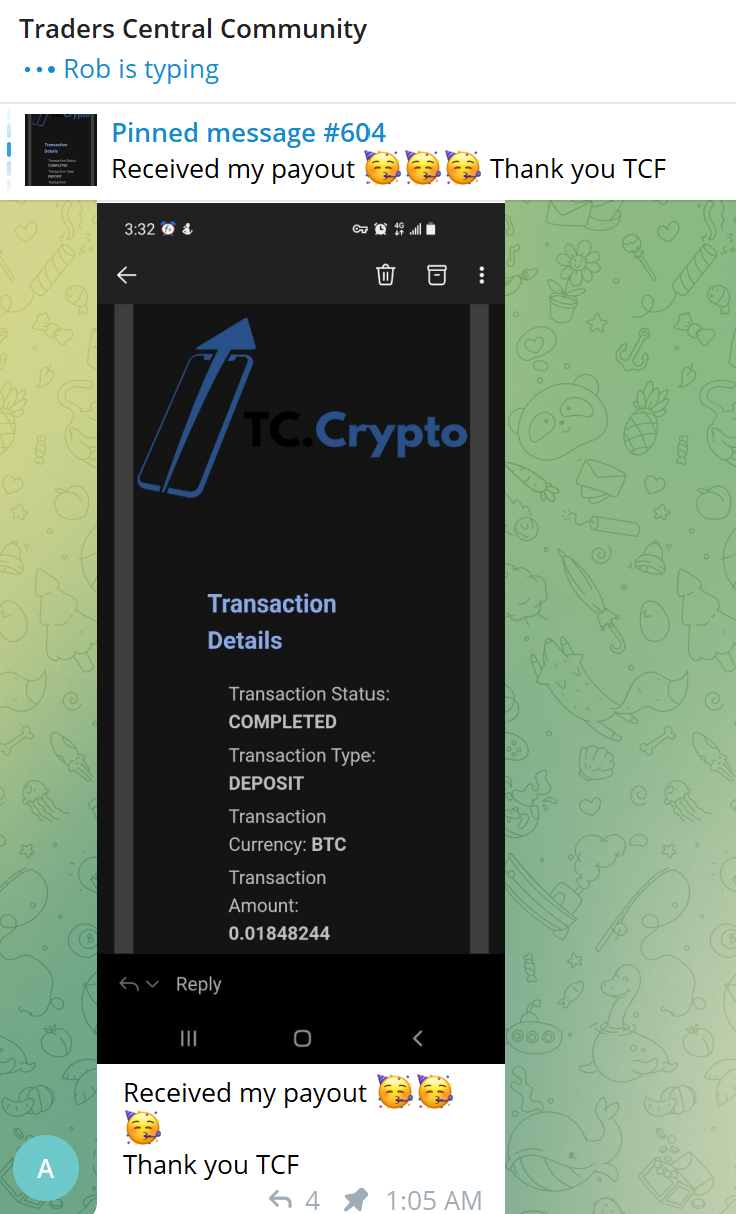 Traders Central Community
Rob is typing
Pinned message #604
Received my payout 🥳🥳🥳 Thank you TCF
3:32
4G
TC.Crypto
Transaction
Details
Transaction Status:
COMPLETED
Transaction Type:
DEPOSIT
Transaction
Currency: BTC
Transaction
Amount:
0.01848244
Reply
Received my payout 🥳🥳
🥳
Thank you TCF
4 1:05 AM
A